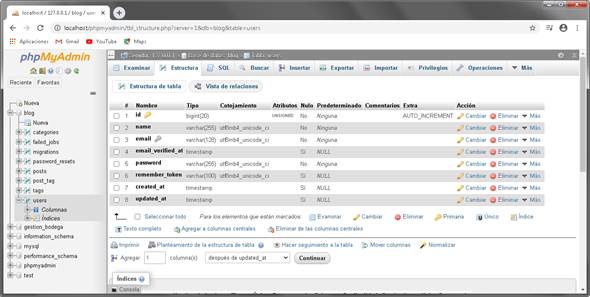 localhost / 127.0.0.1 / blog / user
localhost/phpmyadmin/tbl_structure.php?server=1&db=blog&table=users
Aplicaciones Gmail YouTube Maps
phpMyAdmin
Reciente Favoritas
Nueva
blog
Nueva
categories
failed_jobs
migrations
password_resets
posts
post_tag
tags
users
Columnas
Índices
gestion_bodega
information_schema
mysql
performance_schema
phpmyadmin
test
Servidor: 127.0.0.1 » Base de datos: blog » Tabla: users
Examinar Estructura SQL Buscar Insertar Exportar Importar Privilegios Operaciones Más
Estructura de tabla Vista de relaciones
# Nombre Tipo Cotejamiento Atributos Nulo Predeterminado Comentarios Extra Acción
1 id bigint(20) UNSIGNED No Ninguna AUTO_INCREMENT Cambiar Eliminar Más
2 name varchar(255) utf8mb4_unicode_ci No Ninguna Cambiar Eliminar Más
3 email varchar(128) utf8mb4_unicode_ci No Ninguna Cambiar Eliminar Más
4 email_verified_at timestamp Sí NULL Cambiar Eliminar Más
5 password varchar(255) utf8mb4_unicode_ci No Ninguna Cambiar Eliminar Más
6 remember_token varchar(100) utf8mb4_unicode_ci Sí NULL Cambiar Eliminar Más
7 created_at timestamp Sí NULL Cambiar Eliminar Más
8 updated_at timestamp Sí NULL Cambiar Eliminar Más
Seleccionar todo Para los elementos que están marcados: Examinar Cambiar Eliminar Primaria Único Índice
Texto completo Agregar a columnas centrales Eliminar de las columnas centrales
Imprimir Planteamiento de la estructura de tabla Hacer seguimiento a la tabla Mover columnas Normalizar
Agregar 1 columna(s) después de updated_at Continuar
Índices
Consola